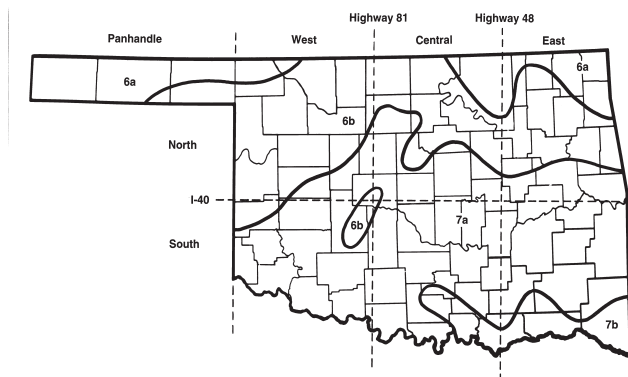 Highway 81
Highway 48
Panhandle
West
Central
East
6a
6a
6b
North
I-40
6b
7a
South
7b